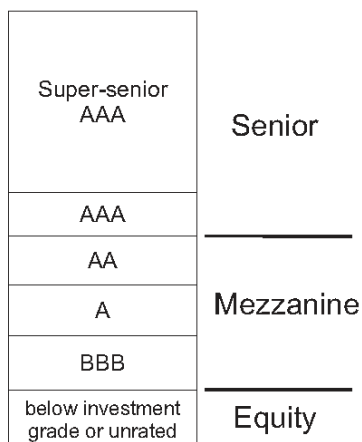 Super-senior
AAA
Senior
AAA
AA
A
Mezzanine
BBB
below investment
grade or unrated
Equity